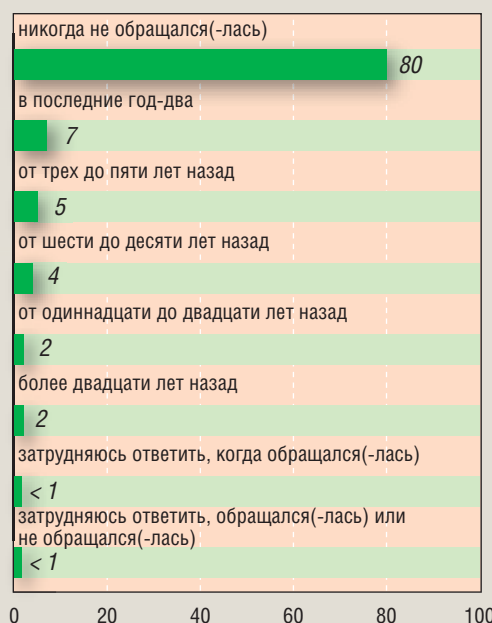 никогда не обращался(-лась)
80
в последние год-два
7
от трех до пяти лет назад
5
от шести до десяти лет назад
4
от одиннадцати до двадцати лет назад
2
более двадцати лет назад
2
затрудняюсь ответить, когда обращался(-лась)
< 1
затрудняюсь ответить, обращался(-лась) или
не обращался(-лась)
< 1
0 20 40 60 80 100